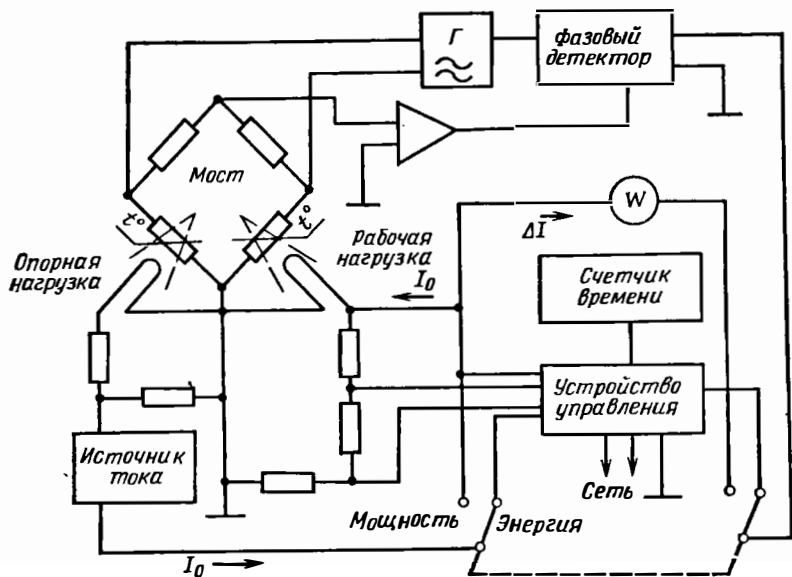 Г
Фазовый
детектор
Мост
t°
t°
Опорная
нагрузка
Рабочая
нагрузка
I₀
ΔI
W
Счетчик
времени
Устройство
управления
Источник
тока
Сеть
Мощность
Энергия
I₀